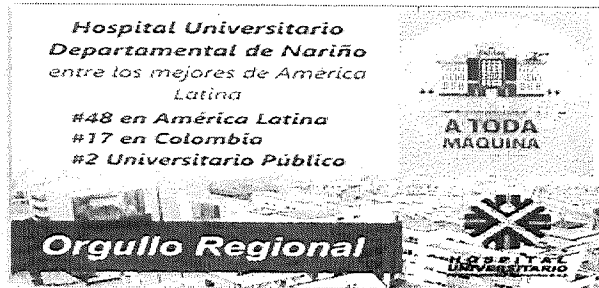 Hospital Universitario
Departamental de Nariño
entre los mejores de América
Latina
#48 en América Latina
#17 en Colombia
#2 Universitario Público
A TODA
MAQUINA
Orgullo Regional
HOSPITAL
UNIVERSITARIO